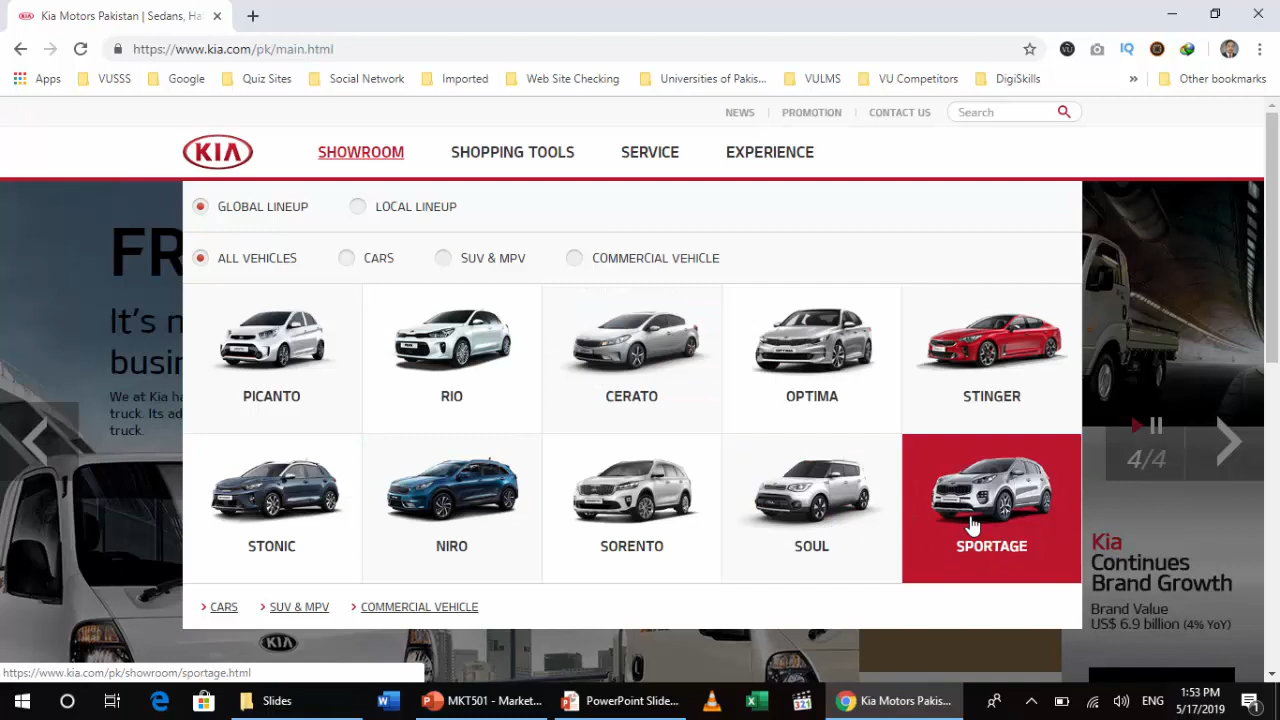 Kia Motors Pakistan | Sedans, Hat
https://www.kia.com/pk/main.html
Apps
VUSSS
Google
Quiz Sites
Social Network
Imported
Web Site Checking
Universities of Pakis...
VULMS
VU Competitors
DigiSkills
»
Other bookmarks
NEWS
PROMOTION
CONTACT US
Search
KIA
SHOWROOM
SHOPPING TOOLS
SERVICE
EXPERIENCE
GLOBAL LINEUP
LOCAL LINEUP
ALL VEHICLES
CARS
SUV & MPV
COMMERCIAL VEHICLE
FR
It's n
busin
We at Kia ha
truck. Its ad
truck.
PICANTO
RIO
CERATO
OPTIMA
STINGER
STONIC
NIRO
SORENTO
SOUL
SPORTAGE
4/4
Kia
Continues
Brand Growth
Brand Value
US$ 6.9 billion (4% YoY)
> CARS
> SUV & MPV
> COMMERCIAL VEHICLE
KIA
https://www.kia.com/pk/showroom/sportage.html
Slides
MKT501 - Market...
PowerPoint Slide...
321
Kia Motors Pakis...
ENG
1:53 PM
5/17/2019
1